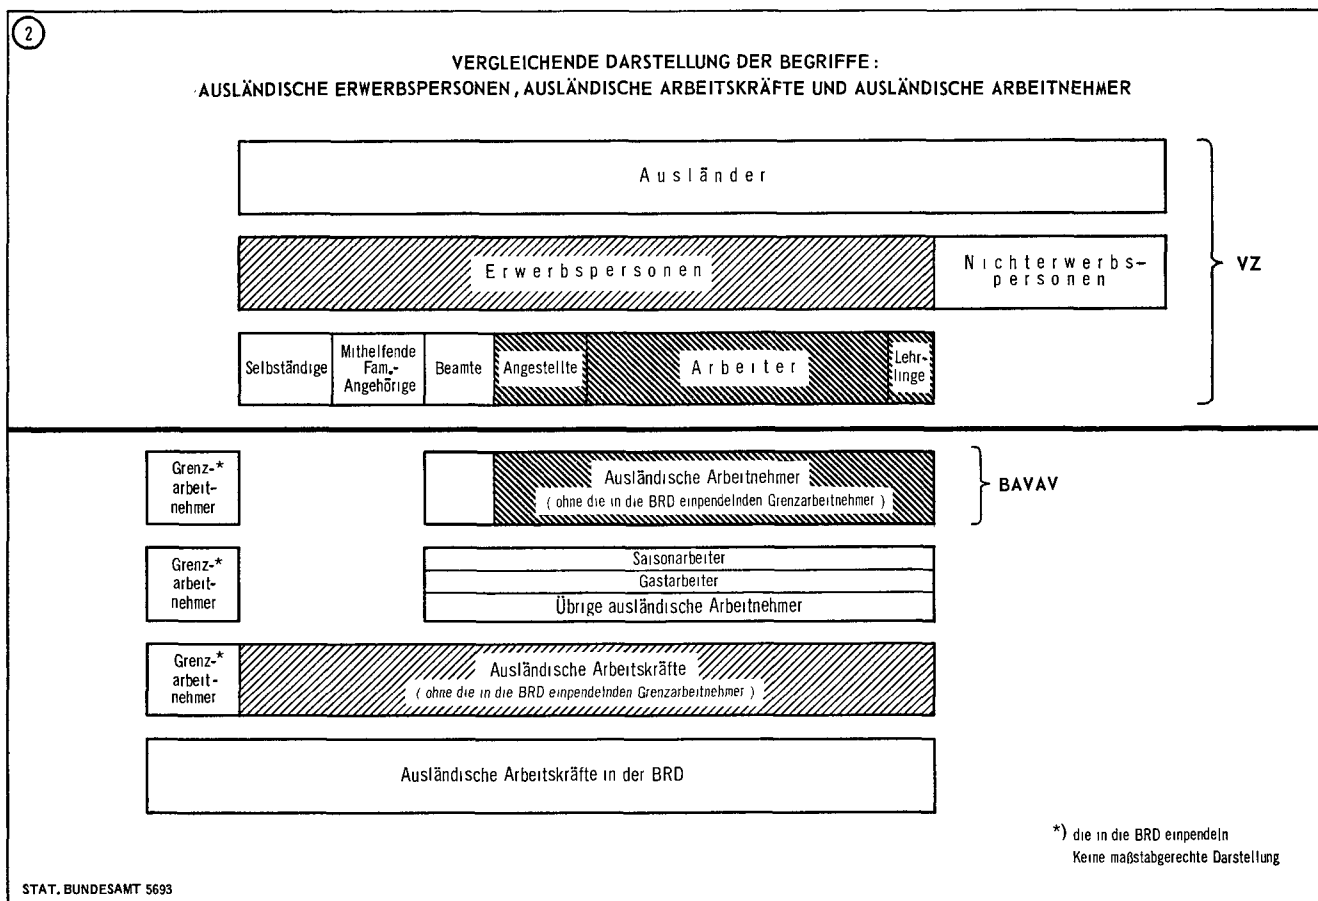 2
VERGLEICHENDE DARSTELLUNG DER BEGRIFFE:
AUSLÄNDISCHE ERWERBSPERSONEN, AUSLÄNDISCHE ARBEITSKRÄFTE UND AUSLÄNDISCHE ARBEITNEHMER
Ausländer
Erwerbspersonen
Nichterwerbs-
personen
VZ
Selbständige
Mithelfende
Fam.-
Angehörige
Beamte
Angestellte
Arbeiter
Lehr-
linge
Grenz-*
arbeit-
nehmer
Ausländische Arbeitnehmer
(ohne die in die BRD einpendelnden Grenzarbeitnehmer)
BAVAV
Grenz-*
arbeit-
nehmer
Saisonarbeiter
Gastarbeiter
Übrige ausländische Arbeitnehmer
Grenz-*
arbeit-
nehmer
Ausländische Arbeitskräfte
(ohne die in die BRD einpendelnden Grenzarbeitnehmer)
Ausländische Arbeitskräfte in der BRD
*) die in die BRD einpendeln
Keine maßstabgerechte Darstellung
STAT. BUNDESAMT 5693